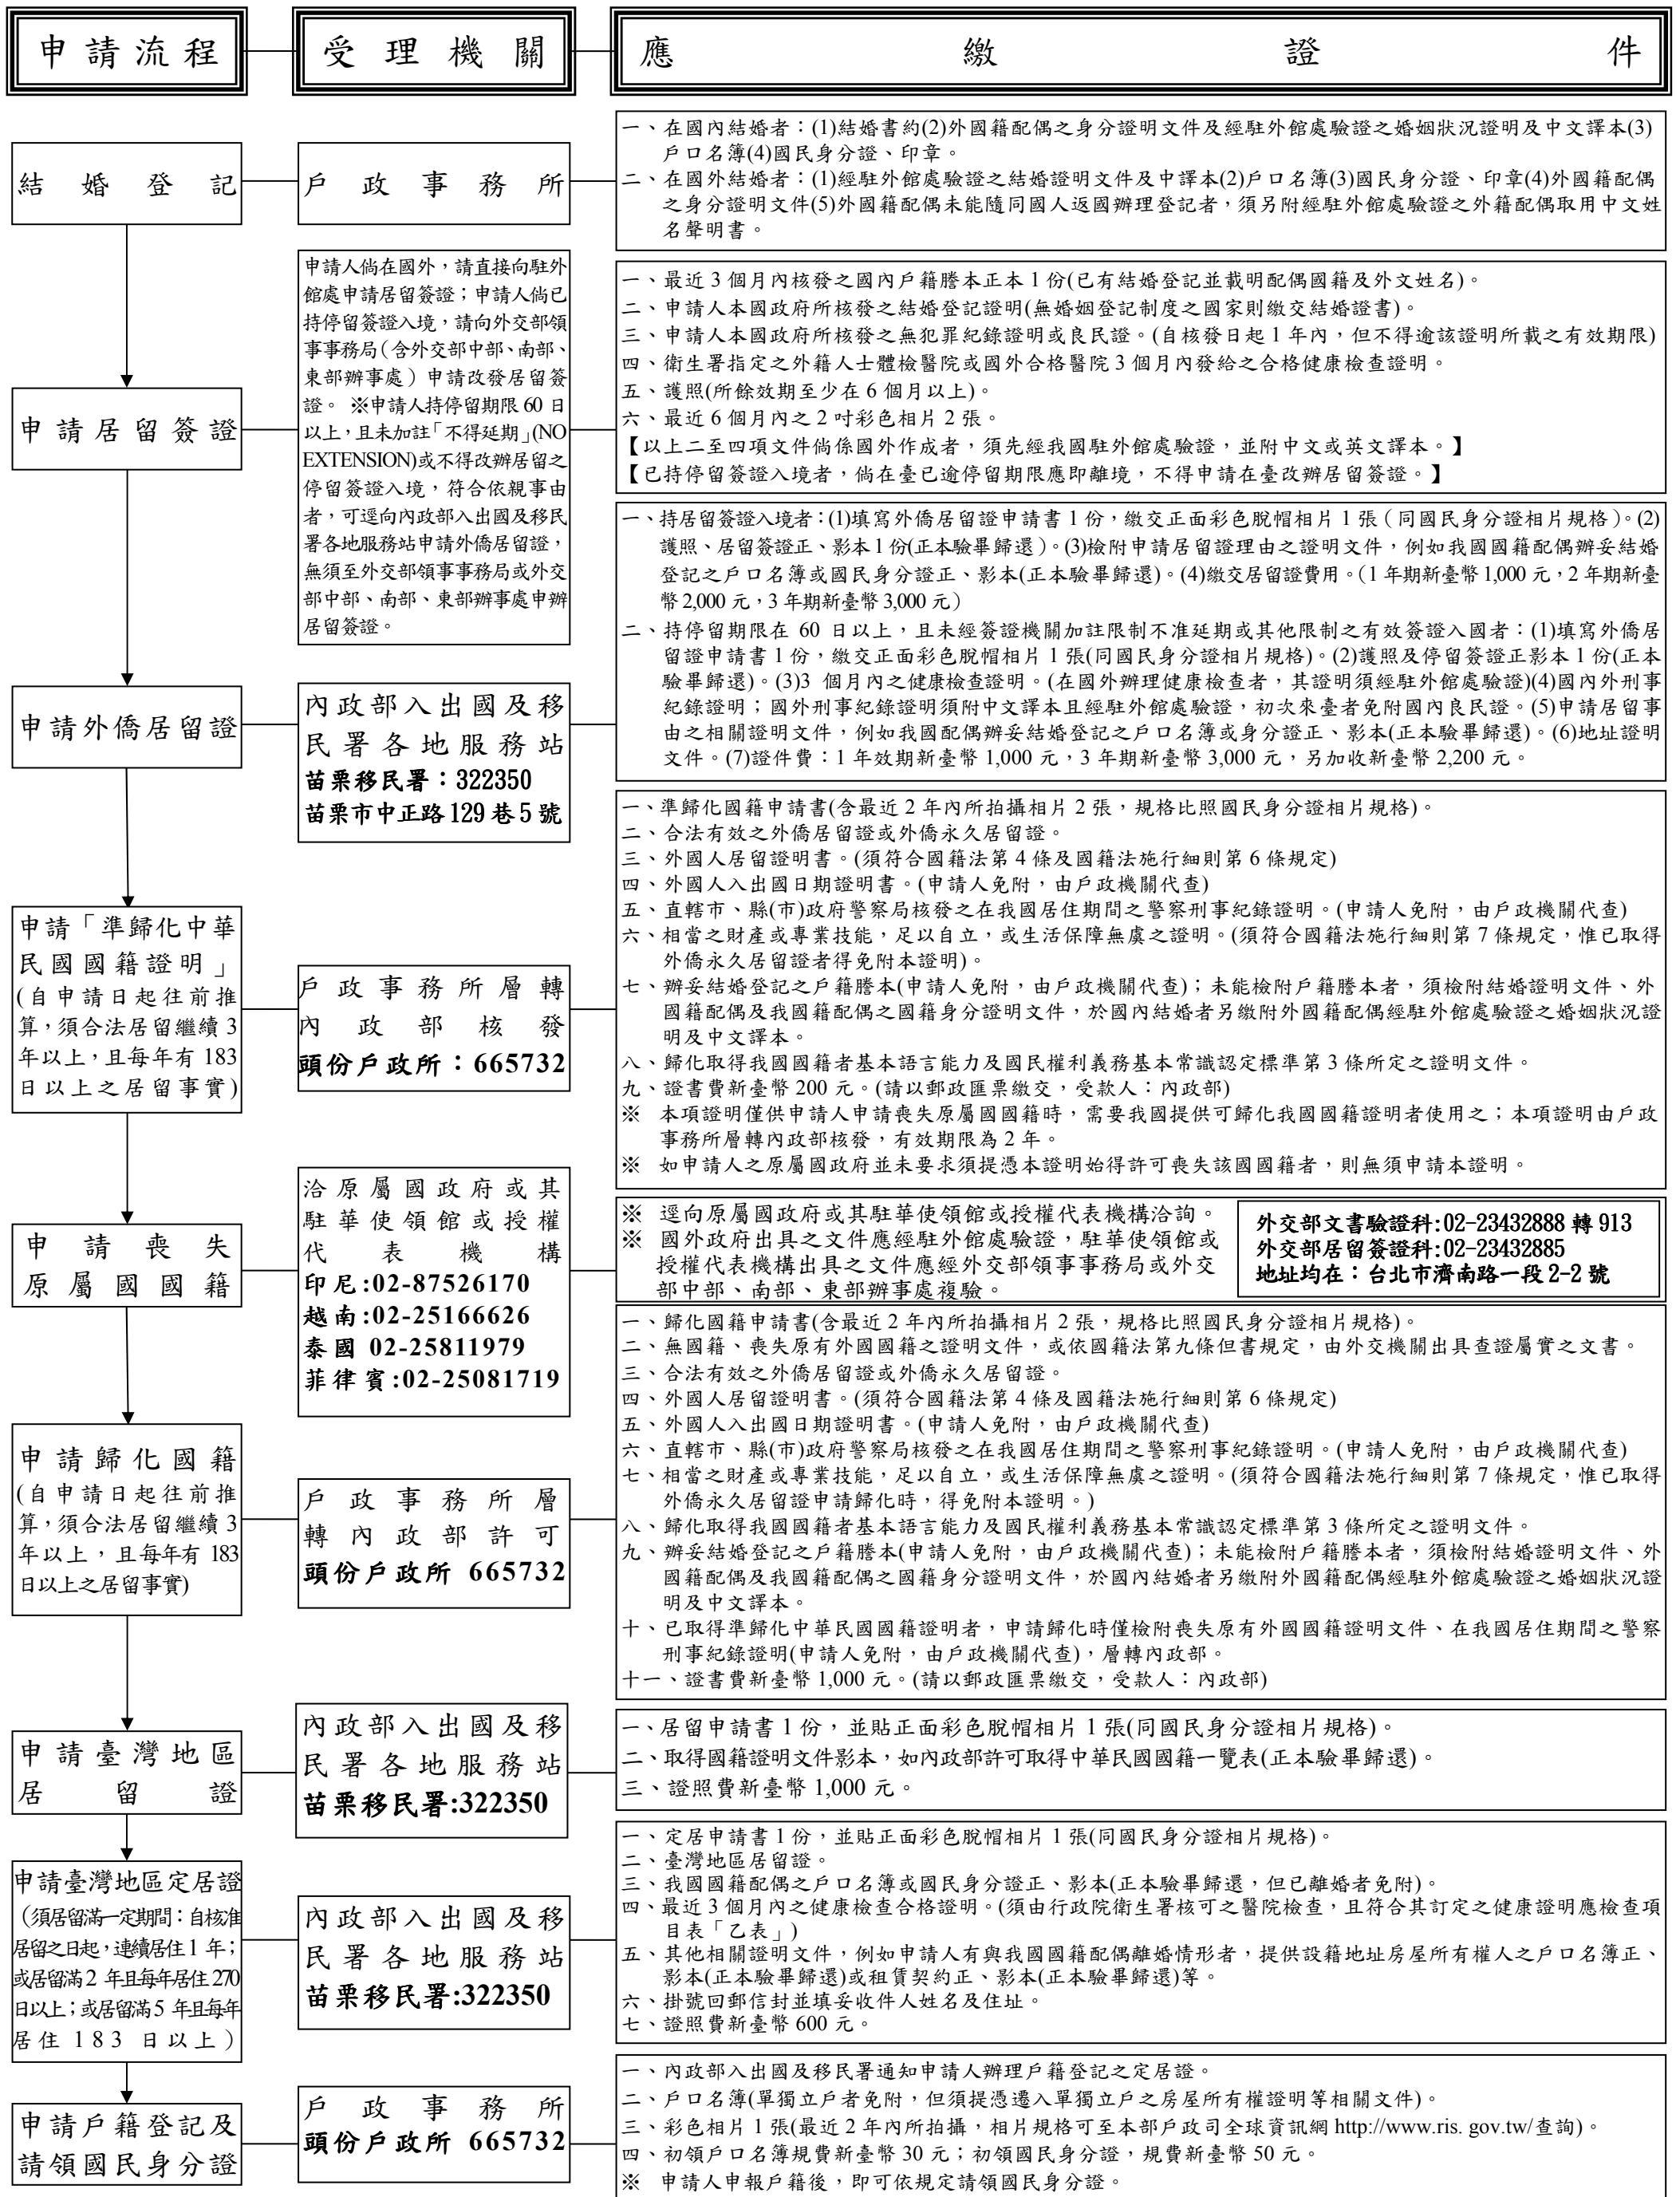 申請流程
受理機關
應繳證件
結婚登記
戶政事務所
一、在國內結婚者：(1)結婚書約(2)外國籍配偶之身分證明文件及經駐外館處驗證之婚姻狀況證明及中文譯本(3)
戶口名簿(4)國民身分證、印章。
二、在國外結婚者：(1)經駐外館處驗證之結婚證明文件及中譯本(2)戶口名簿(3)國民身分證、印章(4)外國籍配偶
之身分證明文件(5)外國籍配偶未能隨同國人返國辦理登記者，須另附經駐外館處驗證之外籍配偶取用中文姓
名聲明書。
申請居留簽證
申請人倘在國外，請直接向駐外
館處申請居留簽證；申請人倘已
持停留簽證入境，請向外交部領
事事務局（含外交部中部、南部、
東部辦事處）申請改發居留簽
證。 ※申請人持停留期限 60 日
以上，且未加註「不得延期」(NO
EXTENSION)或不得改辦居留之
停留簽證入境，符合依親事由
者，可逕向內政部入出國及移民
署各地服務站申請外僑居留證，
無須至外交部領事事務局或外交
部中部、南部、東部辦事處申辦
居留簽證。
一、最近 3 個月內核發之國內戶籍謄本正本 1 份(已有結婚登記並載明配偶國籍及外文姓名)。
二、申請人本國政府所核發之結婚登記證明(無婚姻登記制度之國家則繳交結婚證書)。
三、申請人本國政府所核發之無犯罪紀錄證明或良民證。(自核發日起 1 年內，但不得逾該證明所載之有效期限)
四、衛生署指定之外籍人士體檢醫院或國外合格醫院 3 個月內發給之合格健康檢查證明。
五、護照(所餘效期至少在 6 個月以上)。
六、最近 6 個月內之 2 吋彩色相片 2 張。
【以上二至四項文件倘係國外作成者，須先經我國駐外館處驗證，並附中文或英文譯本。】
【已持停留簽證入境者，倘在臺已逾停留期限應即離境，不得申請在臺改辦居留簽證。】
申請外僑居留證
內政部入出國及移
民署各地服務站
苗栗移民署：322350
苗栗市中正路 129 巷 5 號
一、持居留簽證入境者：(1)填寫外僑居留證申請書 1 份，繳交正面彩色脫帽相片 1 張（同國民身分證相片規格）。(2)
護照、居留簽證正、影本 1 份(正本驗畢歸還）。(3)檢附申請居留證理由之證明文件，例如我國國籍配偶辦妥結婚
登記之戶口名簿或國民身分證正、影本(正本驗畢歸還)。(4)繳交居留證費用。（1 年期新臺幣 1,000 元，2 年期新臺
幣 2,000 元，3 年期新臺幣 3,000 元）
二、持停留期限在 60 日以上，且未經簽證機關加註限制不准延期或其他限制之有效簽證入國者：(1)填寫外僑居
留證申請書 1 份，繳交正面彩色脫帽相片 1 張(同國民身分證相片規格)。(2)護照及停留簽證正影本 1 份(正本
驗畢歸還)。(3)3 個月內之健康檢查證明。(在國外辦理健康檢查者，其證明須經駐外館處驗證)(4)國內外刑事
紀錄證明；國外刑事紀錄證明須附中文譯本且經駐外館處驗證，初次來臺者免附國內良民證。(5)申請居留事
由之相關證明文件，例如我國配偶辦妥結婚登記之戶口名簿或身分證正、影本(正本驗畢歸還)。(6)地址證明
文件。(7)證件費：1 年效期新臺幣 1,000 元，3 年期新臺幣 3,000 元，另加收新臺幣 2,200 元。
申請「準歸化中華
民國國籍證明」
(自申請日起往前推
算，須合法居留繼續 3
年以上，且每年有 183
日以上之居留事實)
戶政事務所層轉
內政部核發
頭份戶政所：665732
一、準歸化國籍申請書(含最近 2 年內所拍攝相片 2 張，規格比照國民身分證相片規格)。
二、合法有效之外僑居留證或外僑永久居留證。
三、外國人居留證明書。(須符合國籍法第 4 條及國籍法施行細則第 6 條規定)
四、外國人入出國日期證明書。(申請人免附，由戶政機關代查)
五、直轄市、縣(市)政府警察局核發之在我國居住期間之警察刑事紀錄證明。(申請人免附，由戶政機關代查)
六、相當之財產或專業技能，足以自立，或生活保障無虞之證明。(須符合國籍法施行細則第 7 條規定，惟已取得
外僑永久居留證者得免附本證明)。
七、辦妥結婚登記之戶籍謄本(申請人免附，由戶政機關代查)；未能檢附戶籍謄本者，須檢附結婚證明文件、外
國籍配偶及我國籍配偶之國籍身分證明文件，於國內結婚者另繳附外國籍配偶經駐外館處驗證之婚姻狀況證
明及中文譯本。
八、歸化取得我國國籍者基本語言能力及國民權利義務基本常識認定標準第 3 條所定之證明文件。
九、證書費新臺幣 200 元。(請以郵政匯票繳交，受款人：內政部)
※ 本項證明僅供申請人申請喪失原屬國國籍時，需要我國提供可歸化我國國籍證明者使用之；本項證明由戶政
事務所層轉內政部核發，有效期限為 2 年。
※ 如申請人之原屬國政府並未要求須提憑本證明始得許可喪失該國國籍者，則無須申請本證明。
申請喪失
原屬國國籍
洽原屬國政府或其
駐華使領館或授權
代表機構
印尼:02-87526170
越南:02-25166626
泰國 02-25811979
菲律賓:02-25081719
※ 逕向原屬國政府或其駐華使領館或授權代表機構洽詢。
※ 國外政府出具之文件應經駐外館處驗證，駐華使領館或
授權代表機構出具之文件應經外交部領事事務局或外交
部中部、南部、東部辦事處複驗。
外交部文書驗證科:02-23432888 轉 913
外交部居留簽證科:02-23432885
地址均在：台北市濟南路一段 2-2 號
申請歸化國籍
(自申請日起往前推
算，須合法居留繼續 3
年以上，且每年有 183
日以上之居留事實)
戶政事務所層
轉內政部許可
頭份戶政所 665732
一、歸化國籍申請書(含最近 2 年內所拍攝相片 2 張，規格比照國民身分證相片規格)。
二、無國籍、喪失原有外國國籍之證明文件，或依國籍法第九條但書規定，由外交機關出具查證屬實之文書。
三、合法有效之外僑居留證或外僑永久居留證。
四、外國人居留證明書。(須符合國籍法第 4 條及國籍法施行細則第 6 條規定)
五、外國人入出國日期證明書。(申請人免附，由戶政機關代查)
六、直轄市、縣(市)政府警察局核發之在我國居住期間之警察刑事紀錄證明。(申請人免附，由戶政機關代查)
七、相當之財產或專業技能，足以自立，或生活保障無虞之證明。(須符合國籍法施行細則第 7 條規定，惟已取得
外僑永久居留證申請歸化時，得免附本證明。)
八、歸化取得我國國籍者基本語言能力及國民權利義務基本常識認定標準第 3 條所定之證明文件。
九、辦妥結婚登記之戶籍謄本(申請人免附，由戶政機關代查)；未能檢附戶籍謄本者，須檢附結婚證明文件、外
國籍配偶及我國籍配偶之國籍身分證明文件，於國內結婚者另繳附外國籍配偶經駐外館處驗證之婚姻狀況證
明及中文譯本。
十、已取得準歸化中華民國國籍證明者，申請歸化時僅檢附喪失原有外國國籍證明文件、在我國居住期間之警察
刑事紀錄證明(申請人免附，由戶政機關代查)，層轉內政部。
十一、證書費新臺幣 1,000 元。(請以郵政匯票繳交，受款人：內政部)
申請臺灣地區
居留證
內政部入出國及移
民署各地服務站
苗栗移民署:322350
一、居留申請書 1 份，並貼正面彩色脫帽相片 1 張(同國民身分證相片規格)。
二、取得國籍證明文件影本，如內政部許可取得中華民國國籍一覽表(正本驗畢歸還)。
三、證照費新臺幣 1,000 元。
申請臺灣地區定居證
（須居留滿一定期間：自核准
居留之日起，連續居住 1 年；
或居留滿 2 年且每年居住 270
日以上；或居留滿 5 年且每年
居住 183 日以上）
內政部入出國及移
民署各地服務站
苗栗移民署:322350
一、定居申請書 1 份，並貼正面彩色脫帽相片 1 張(同國民身分證相片規格)。
二、臺灣地區居留證。
三、我國國籍配偶之戶口名簿或國民身分證正、影本(正本驗畢歸還，但已離婚者免附)。
四、最近 3 個月內之健康檢查合格證明。(須由行政院衛生署核可之醫院檢查，且符合其訂定之健康證明應檢查項
目表「乙表」)
五、其他相關證明文件，例如申請人有與我國國籍配偶離婚情形者，提供設籍地址房屋所有權人之戶口名簿正、
影本(正本驗畢歸還)或租賃契約正、影本(正本驗畢歸還)等。
六、掛號回郵信封並填妥收件人姓名及住址。
七、證照費新臺幣 600 元。
申請戶籍登記及
請領國民身分證
戶政事務所
頭份戶政所 665732
一、內政部入出國及移民署通知申請人辦理戶籍登記之定居證。
二、戶口名簿(單獨立戶者免附，但須提憑遷入單獨立戶之房屋所有權證明等相關文件)。
三、彩色相片 1 張(最近 2 年內所拍攝，相片規格可至本部戶政司全球資訊網 http://www.ris. gov.tw/查詢)。
四、初領戶口名簿規費新臺幣 30 元；初領國民身分證，規費新臺幣 50 元。
※ 申請人申報戶籍後，即可依規定請領國民身分證。